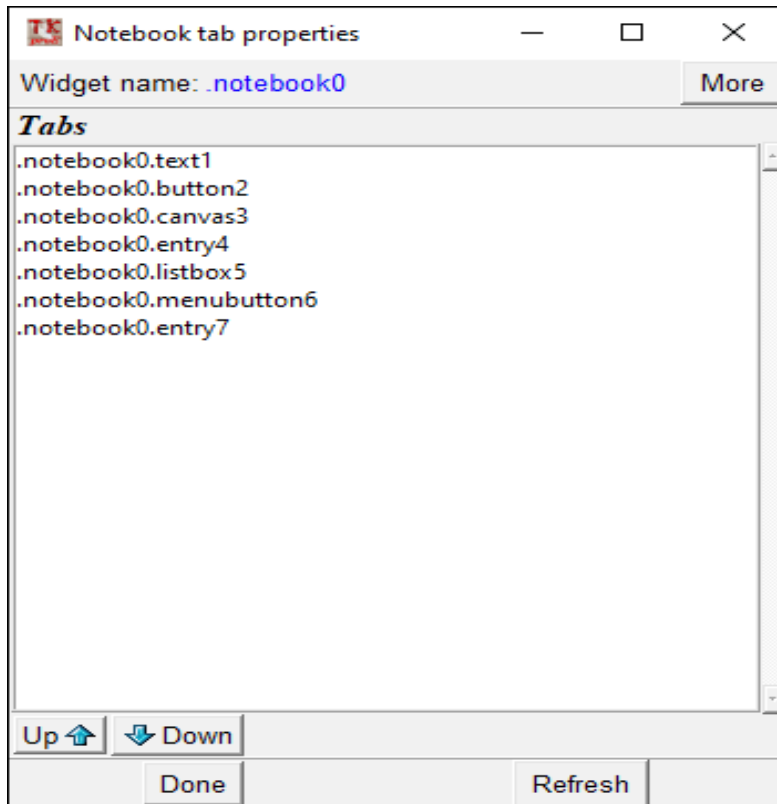 Notebook tab properties
Widget name: .notebook0 More
Tabs
.notebook0.text1
.notebook0.button2
.notebook0.canvas3
.notebook0.entry4
.notebook0.listbox5
.notebook0.menubutton6
.notebook0.entry7
Up Down
Done Refresh